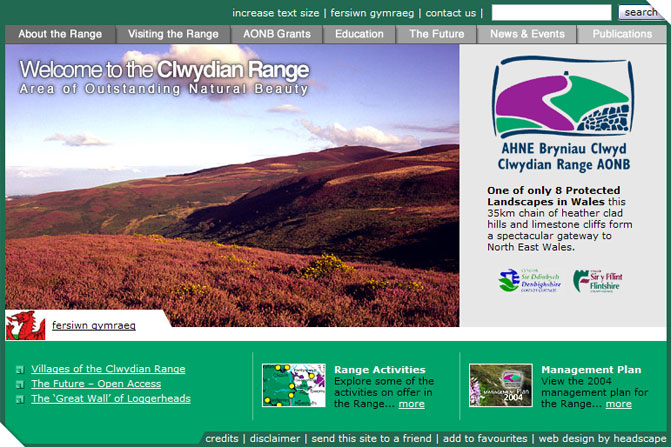 increase text size | fersiwn gymraeg | contact us |
search
About the Range
Visiting the Range
AONB Grants
Education
The Future
News & Events
Publications
Welcome to the Clwydian Range
Area of Outstanding Natural Beauty
AHNE Bryniau Clwyd
Clwydian Range AONB
One of only 8 Protected
Landscapes in Wales this
35km chain of heather clad
hills and limestone cliffs form
a spectacular gateway to
North East Wales.
Sir Ddinbych
Denbighshire
Sir y Fflint
Flintshire
fersiwn gymraeg
Villages of the Clwydian Range
The Future – Open Access
The ‘Great Wall’ of Loggerheads
Range Activities
Explore some of the
activities on offer in
the Range... more
Management Plan
2004
Management Plan
View the 2004
management plan for
the Range... more
credits | disclaimer | send this site to a friend | add to favourites | web design by headscape